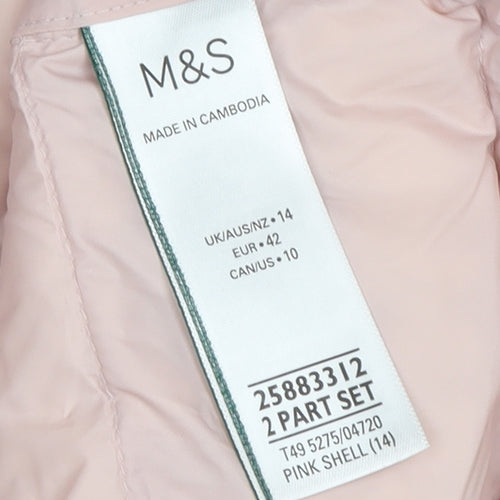 M&S
MADE IN CAMBODIA
UK/AUS/NZ • 14
EUR • 42
CAN/US • 10
25883312
2 PART SET
T49 5275/04720
PINK SHELL (14)